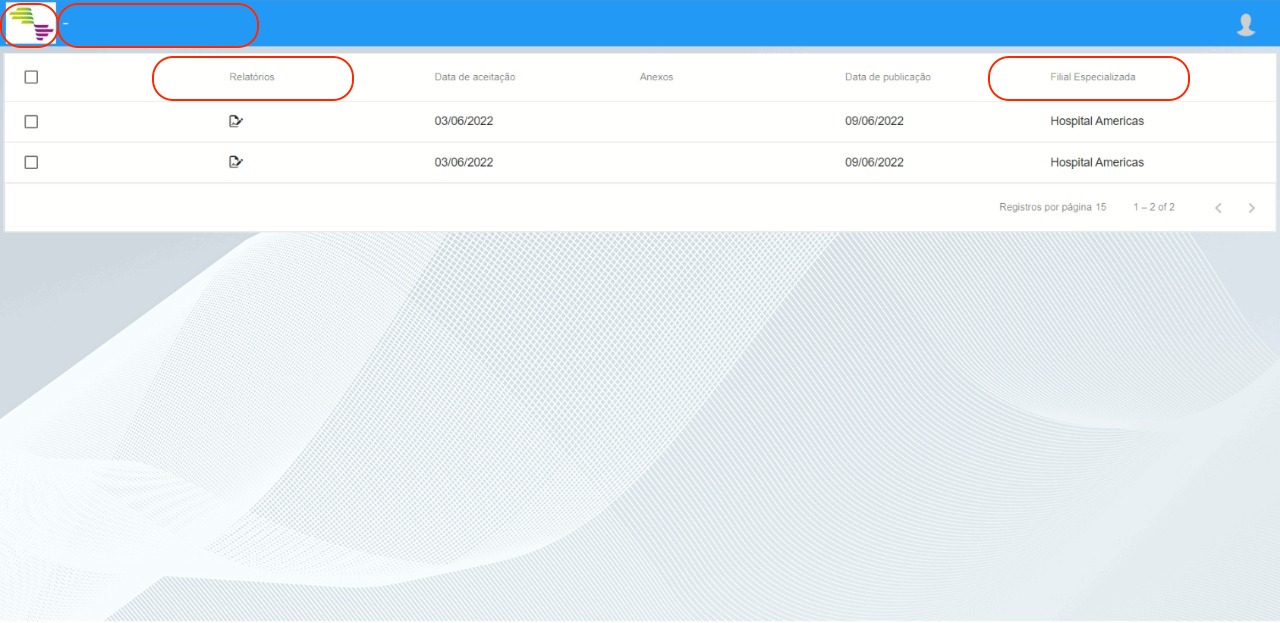 -
Relatórios Data de aceitação Anexos Data de publicação Filial Especializada
03/06/2022 09/06/2022 Hospital Americas
03/06/2022 09/06/2022 Hospital Americas
Registros por página 15 1 – 2 of 2